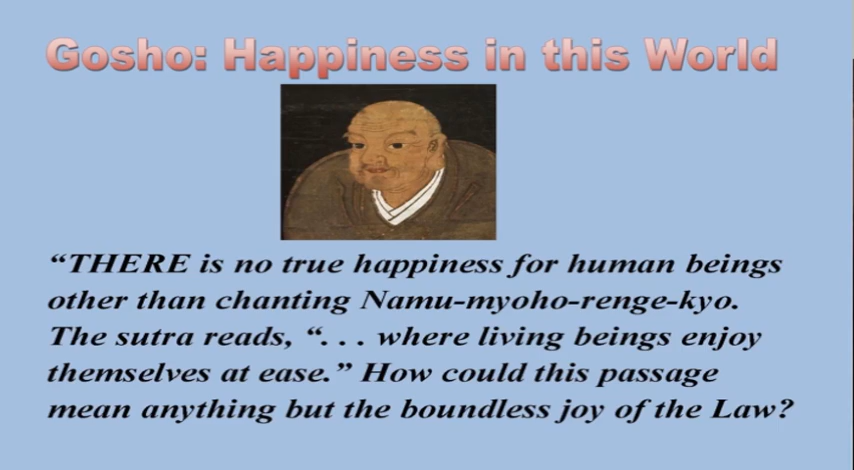 Gosho: Happiness in this World
“THERE is no true happiness for human beings
other than chanting Namu-myoho-renge-kyo.
The sutra reads, “. . . where living beings enjoy
themselves at ease.” How could this passage
mean anything but the boundless joy of the Law?